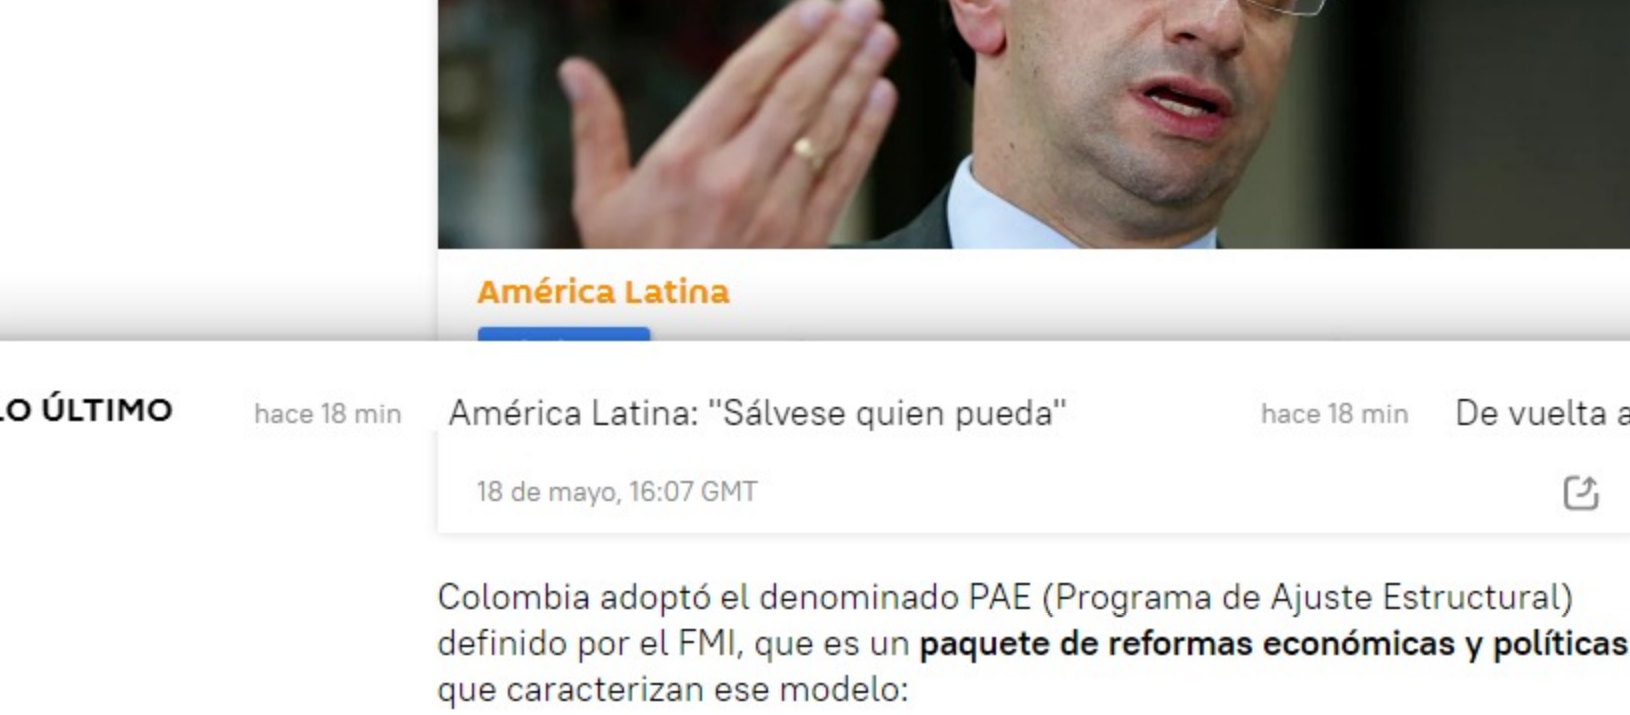 América Latina
LO ÚLTIMO hace 18 min América Latina: "Sálvese quien pueda" hace 18 min De vuelta a
18 de mayo, 16:07 GMT
Colombia adoptó el denominado PAE (Programa de Ajuste Estructural)
definido por el FMI, que es un paquete de reformas económicas y políticas
que caracterizan ese modelo: